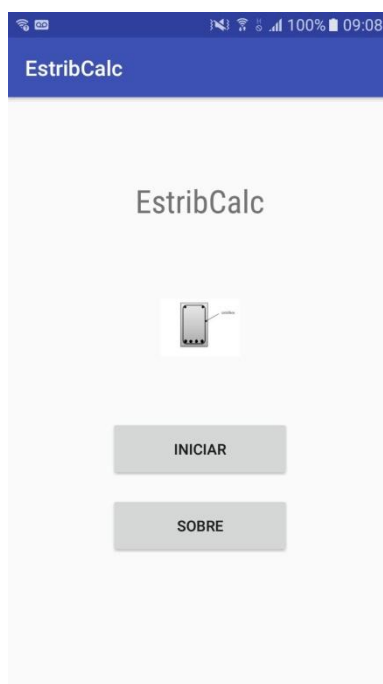 100% 09:08
EstribCalc
EstribCalc
INICIAR
SOBRE